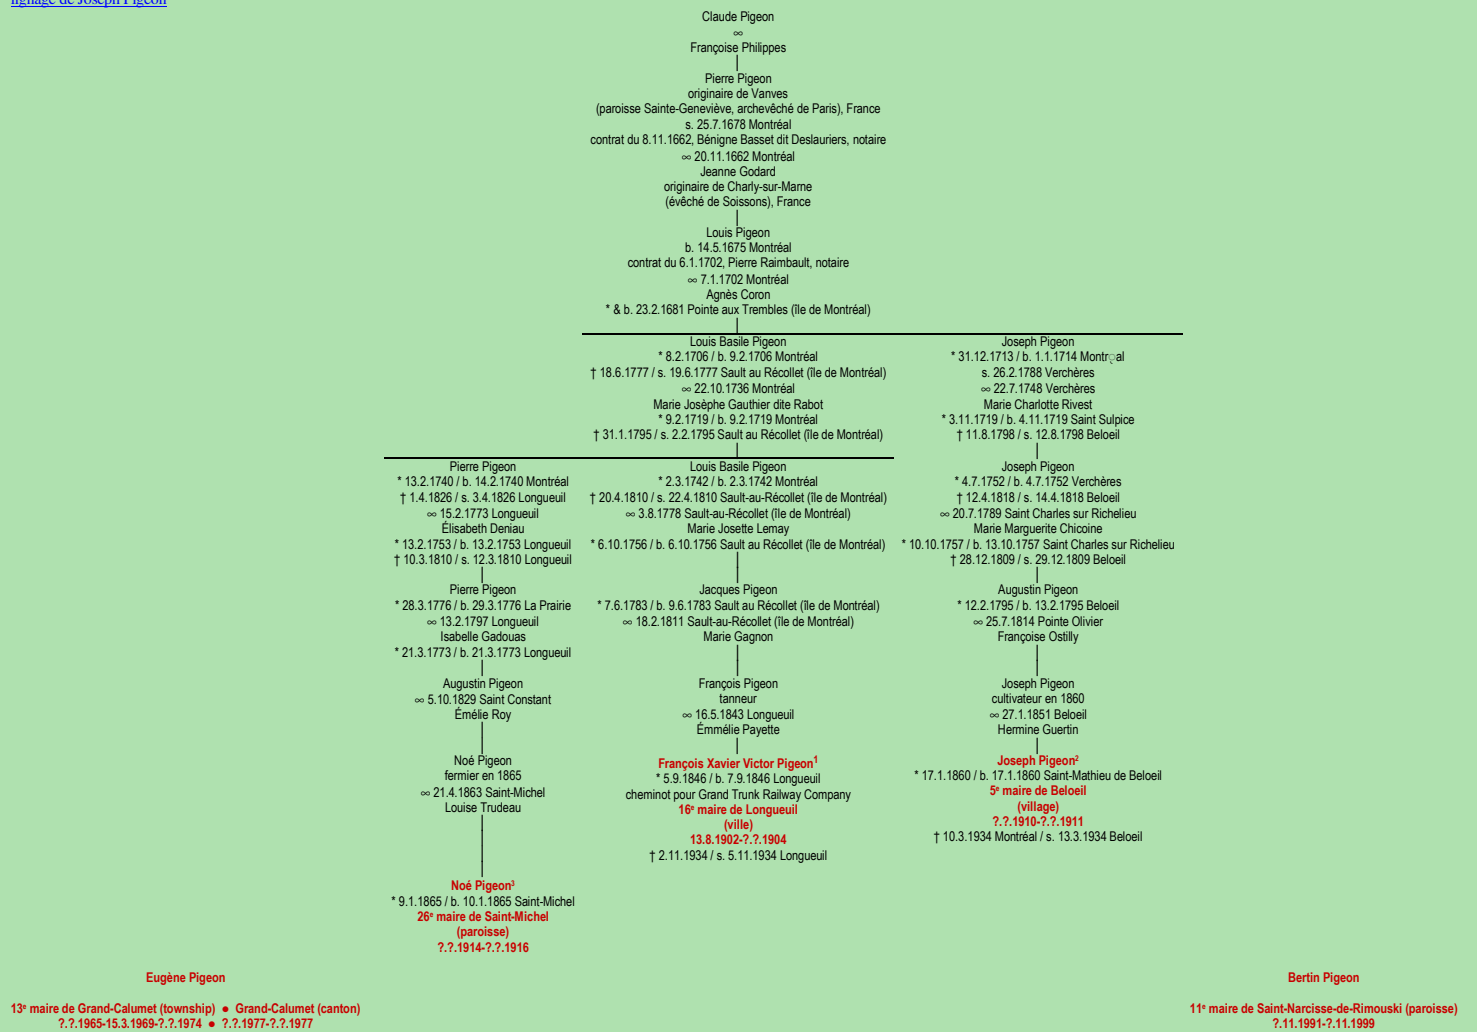 lignage de Joseph Pigeon
Claude Pigeon
∞
Françoise Philippes
Pierre Pigeon
originaire de Vanves
(paroisse Sainte-Geneviève, archevêché de Paris), France
s. 25.7.1678 Montréal
contrat du 8.11.1662, Bénigne Basset dit Deslauriers, notaire
∞ 20.11.1662 Montréal
Jeanne Godard
originaire de Charly-sur-Marne
(évêché de Soissons), France
Louis Pigeon
b. 14.5.1675 Montréal
contrat du 6.1.1702, Pierre Raimbault, notaire
∞ 7.1.1702 Montréal
Agnès Coron
* & b. 23.2.1681 Pointe aux Trembles (île de Montréal)
Louis Basile Pigeon
* 8.2.1706 / b. 9.2.1706 Montréal
† 18.6.1777 / s. 19.6.1777 Sault au Récollet (île de Montréal)
∞ 22.10.1736 Montréal
Marie Josèphe Gauthier dite Rabot
* 9.2.1719 / b. 9.2.1719 Montréal
† 31.1.1795 / s. 2.2.1795 Sault au Récollet (île de Montréal)
Joseph Pigeon
* 31.12.1713 / b. 1.1.1714 Montr़al
s. 26.2.1788 Verchères
∞ 22.7.1748 Verchères
Marie Charlotte Rivest
* 3.11.1719 / b. 4.11.1719 Saint Sulpice
† 11.8.1798 / s. 12.8.1798 Beloeil
Pierre Pigeon
* 13.2.1740 / b. 14.2.1740 Montréal
† 1.4.1826 / s. 3.4.1826 Longueuil
∞ 15.2.1773 Longueuil
Élisabeth Deniau
* 13.2.1753 / b. 13.2.1753 Longueuil
† 10.3.1810 / s. 12.3.1810 Longueuil
Louis Basile Pigeon
* 2.3.1742 / b. 2.3.1742 Montréal
† 20.4.1810 / s. 22.4.1810 Sault-au-Récollet (île de Montréal)
∞ 3.8.1778 Sault-au-Récollet (île de Montréal)
Marie Josette Lemay
* 6.10.1756 / b. 6.10.1756 Sault au Récollet (île de Montréal)
Joseph Pigeon
* 4.7.1752 / b. 4.7.1752 Verchères
† 12.4.1818 / s. 14.4.1818 Beloeil
∞ 20.7.1789 Saint Charles sur Richelieu
Marie Marguerite Chicoine
* 10.10.1757 / b. 13.10.1757 Saint Charles sur Richelieu
† 28.12.1809 / s. 29.12.1809 Beloeil
Pierre Pigeon
* 28.3.1776 / b. 29.3.1776 La Prairie
∞ 13.2.1797 Longueuil
Isabelle Gadouas
* 21.3.1773 / b. 21.3.1773 Longueuil
Jacques Pigeon
* 7.6.1783 / b. 9.6.1783 Sault au Récollet (île de Montréal)
∞ 18.2.1811 Sault-au-Récollet (île de Montréal)
Marie Gagnon
Augustin Pigeon
* 12.2.1795 / b. 13.2.1795 Beloeil
∞ 25.7.1814 Pointe Olivier
Françoise Ostilly
Augustin Pigeon
∞ 5.10.1829 Saint Constant
Émélie Roy
François Pigeon
tanneur
∞ 16.5.1843 Longueuil
Émmélie Payette
Joseph Pigeon
cultivateur en 1860
∞ 27.1.1851 Beloeil
Hermine Guertin
Noé Pigeon
fermier en 1865
∞ 21.4.1863 Saint-Michel
Louise Trudeau
François Xavier Victor Pigeon¹
* 5.9.1846 / b. 7.9.1846 Longueuil
cheminot pour Grand Trunk Railway Company
16ᵉ maire de Longueuil
(ville)
13.8.1902-?.?.1904
† 2.11.1934 / s. 5.11.1934 Longueuil
Joseph Pigeon²
* 17.1.1860 / b. 17.1.1860 Saint-Mathieu de Beloeil
5ᵉ maire de Beloeil
(village)
?.?.1910-?.?.1911
† 10.3.1934 Montréal / s. 13.3.1934 Beloeil
Noé Pigeon³
* 9.1.1865 / b. 10.1.1865 Saint-Michel
26ᵉ maire de Saint-Michel
(paroisse)
?.?.1914-?.?.1916
Eugène Pigeon
13ᵉ maire de Grand-Calumet (township) ● Grand-Calumet (canton)
?.?.1965-15.3.1969-?.?.1974 ● ?.?.1977-?.?.1977
Bertin Pigeon
11ᵉ maire de Saint-Narcisse-de-Rimouski (paroisse)
?.11.1991-?.11.1999